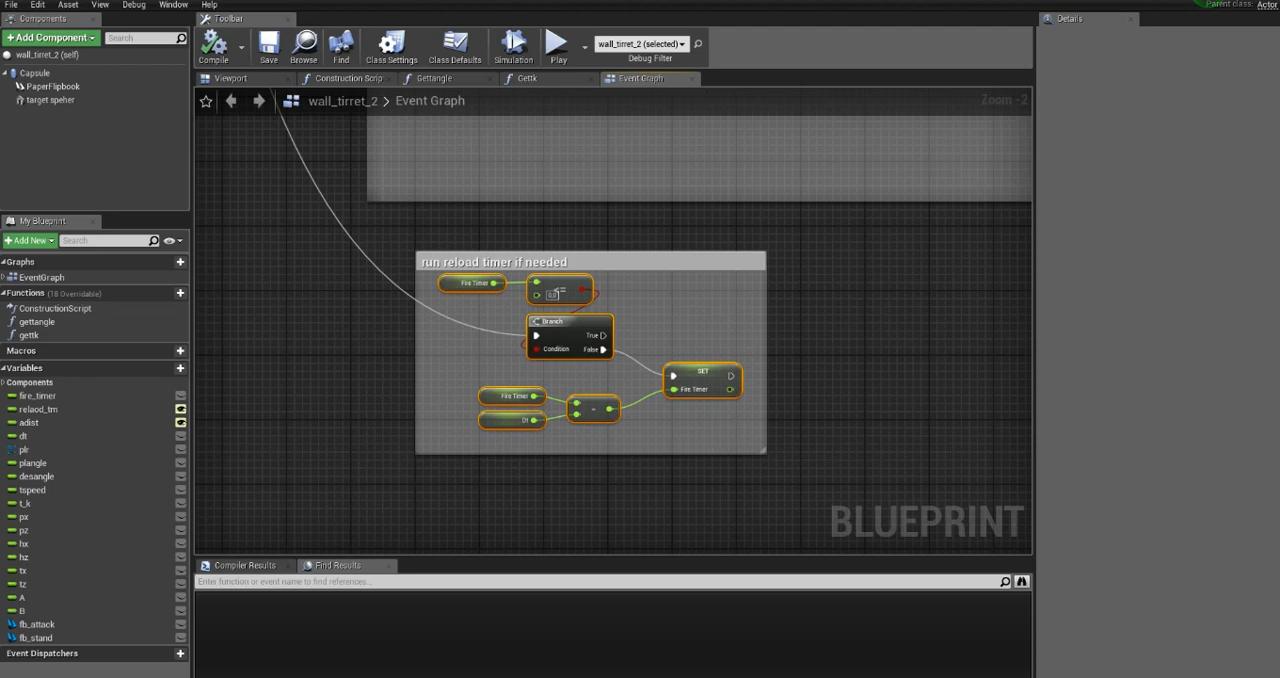 File Edit Asset View Debug Window Help
Parent class: Actor
Components
Toolbar
Details
+Add Component
Search
wall_tirret_2 (self)
Capsule
PaperFlipbook
target speher
Compile
Save
Browse
Find
Class Settings
Class Defaults
Simulation
Play
wall_tirret_2 (selected)
Debug Filter
Viewport
Construction Scrip
Gettangle
Gettk
Event Graph
wall_tirret_2 > Event Graph
Zoom -2
run reload timer if needed
Fire Timer
<=
0,0
Branch
True
Condition
False
SET
Fire Timer
Fire Timer
Dt
-
BLUEPRINT
My Blueprint
+Add New
Search
Graphs
EventGraph
Functions (18 Overridable)
ConstructionScript
gettangle
gettk
Macros
Variables
Components
fire_timer
relaod_tm
adist
dt
plr
plangle
desangle
tspeed
t_k
px
pz
hx
hz
tx
tz
A
B
fb_attack
fb_stand
Event Dispatchers
Compiler Results
Find Results
Enter function or event name to find references...